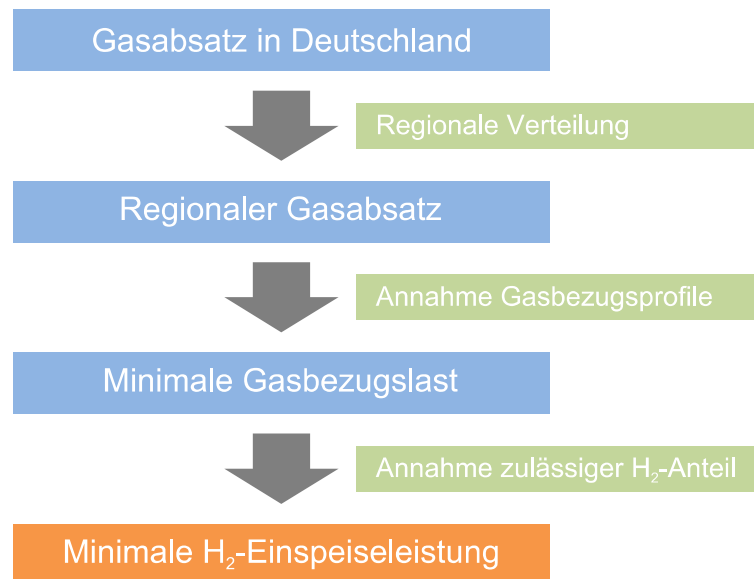 Gasabsatz in Deutschland
Regionale Verteilung
Regionaler Gasabsatz
Annahme Gasbezugsprofile
Minimale Gasbezugslast
Annahme zulässiger H₂-Anteil
Minimale H₂-Einspeiseleistung